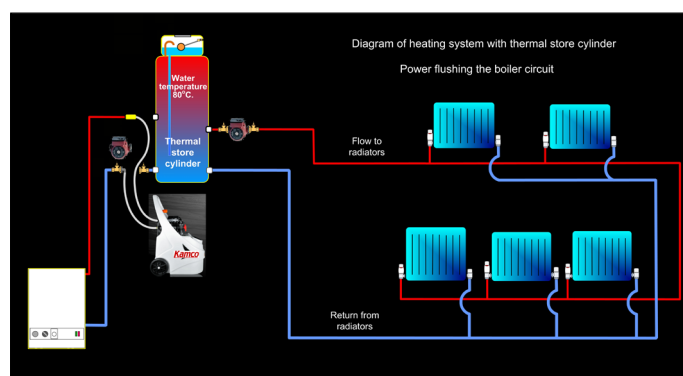 Diagram of heating system with thermal store cylinder
Power flushing the boiler circuit
Water
temperature
80°C.
Thermal
store
cylinder
Flow to
radiators
Kamco
Return from
radiators